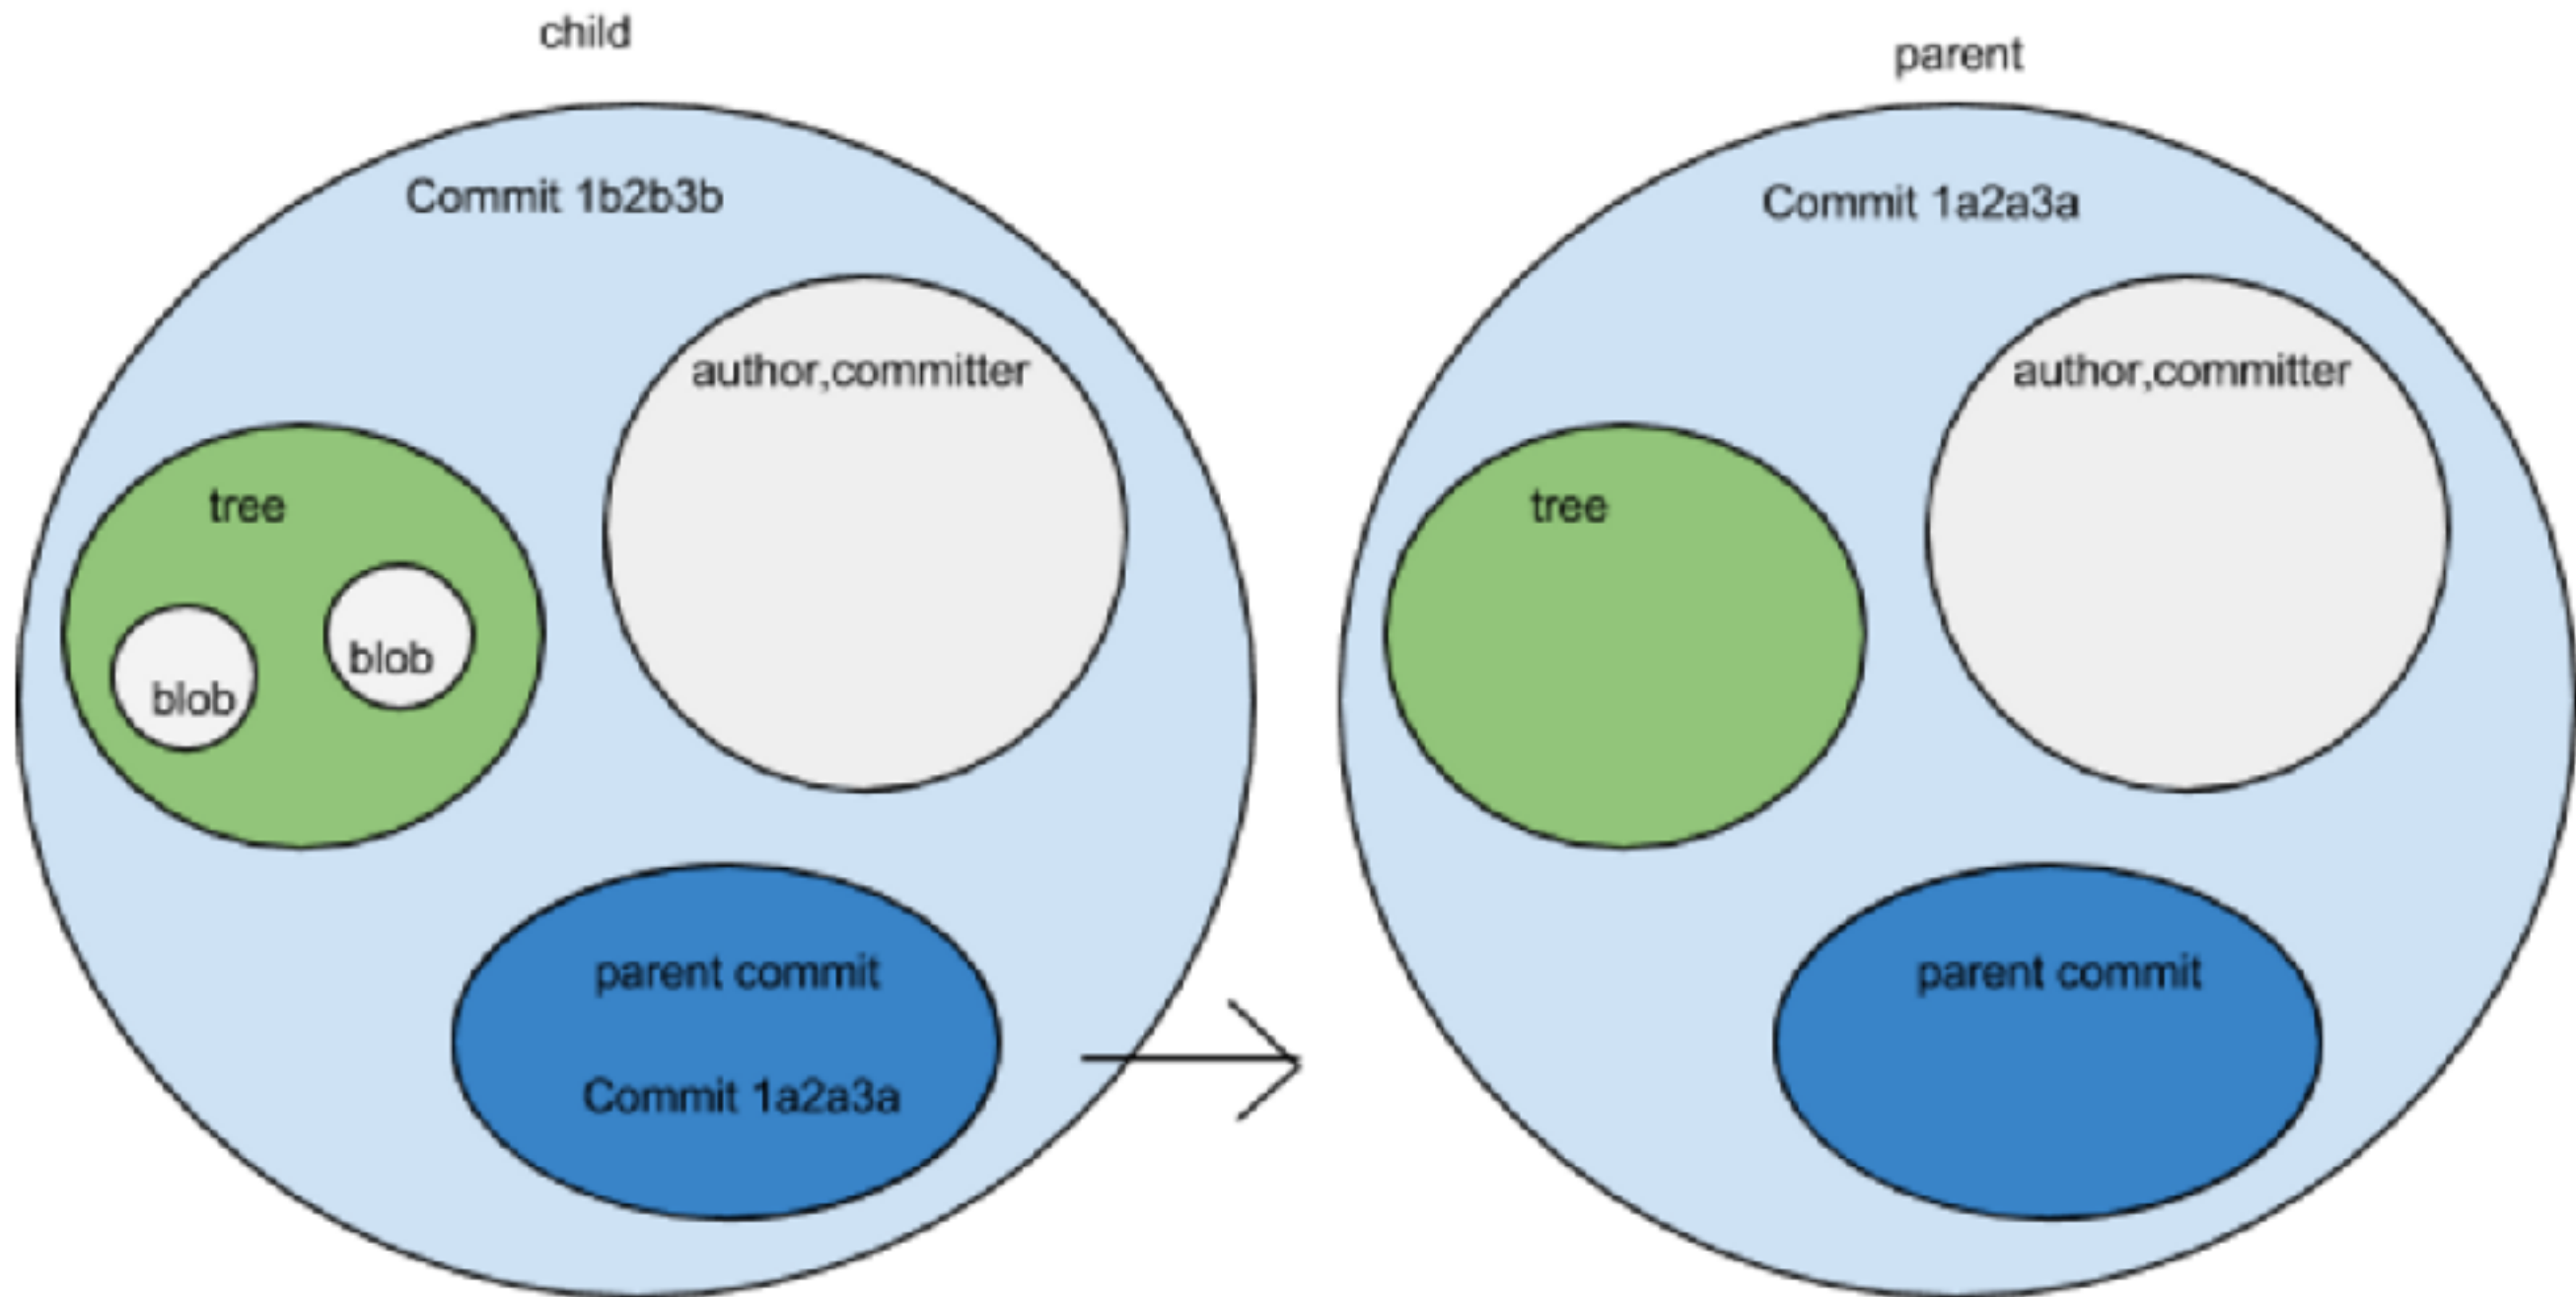 child
Commit 1b2b3b
author,committer
tree
blob
blob
parent commit
Commit 1a2a3a
parent
Commit 1a2a3a
author,committer
tree
parent commit